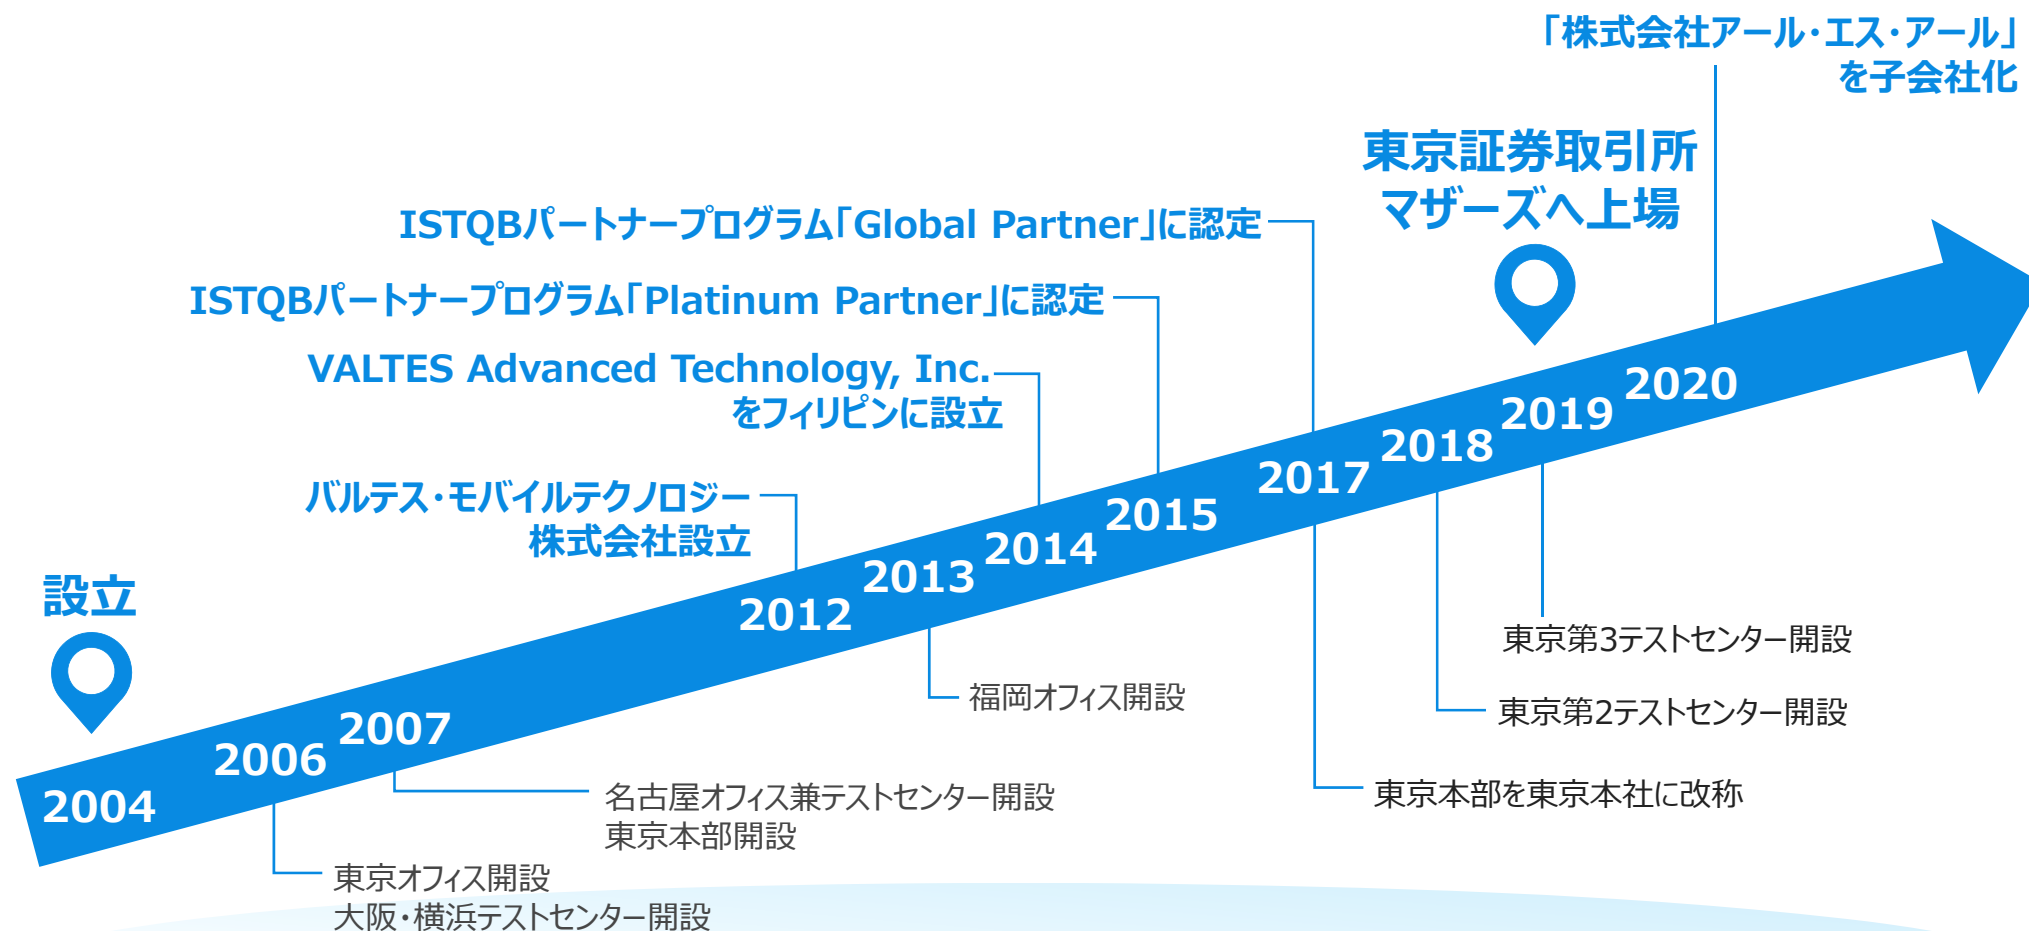 「株式会社アール・エス・アール」
を子会社化
東京証券取引所
マザーズへ上場
ISTQBパートナープログラム「Global Partner」に認定
ISTQBパートナープログラム「Platinum Partner」に認定
VALTES Advanced Technology, Inc.
をフィリピンに設立
バルテス・モバイルテクノロジー
株式会社設立
設立
2004
2006
2007
2012
2013
2014
2015
2017
2018
2019
2020
東京第3テストセンター開設
東京第2テストセンター開設
東京本部を東京本社に改称
福岡オフィス開設
名古屋オフィス兼テストセンター開設
東京本部開設
東京オフィス開設
大阪・横浜テストセンター開設